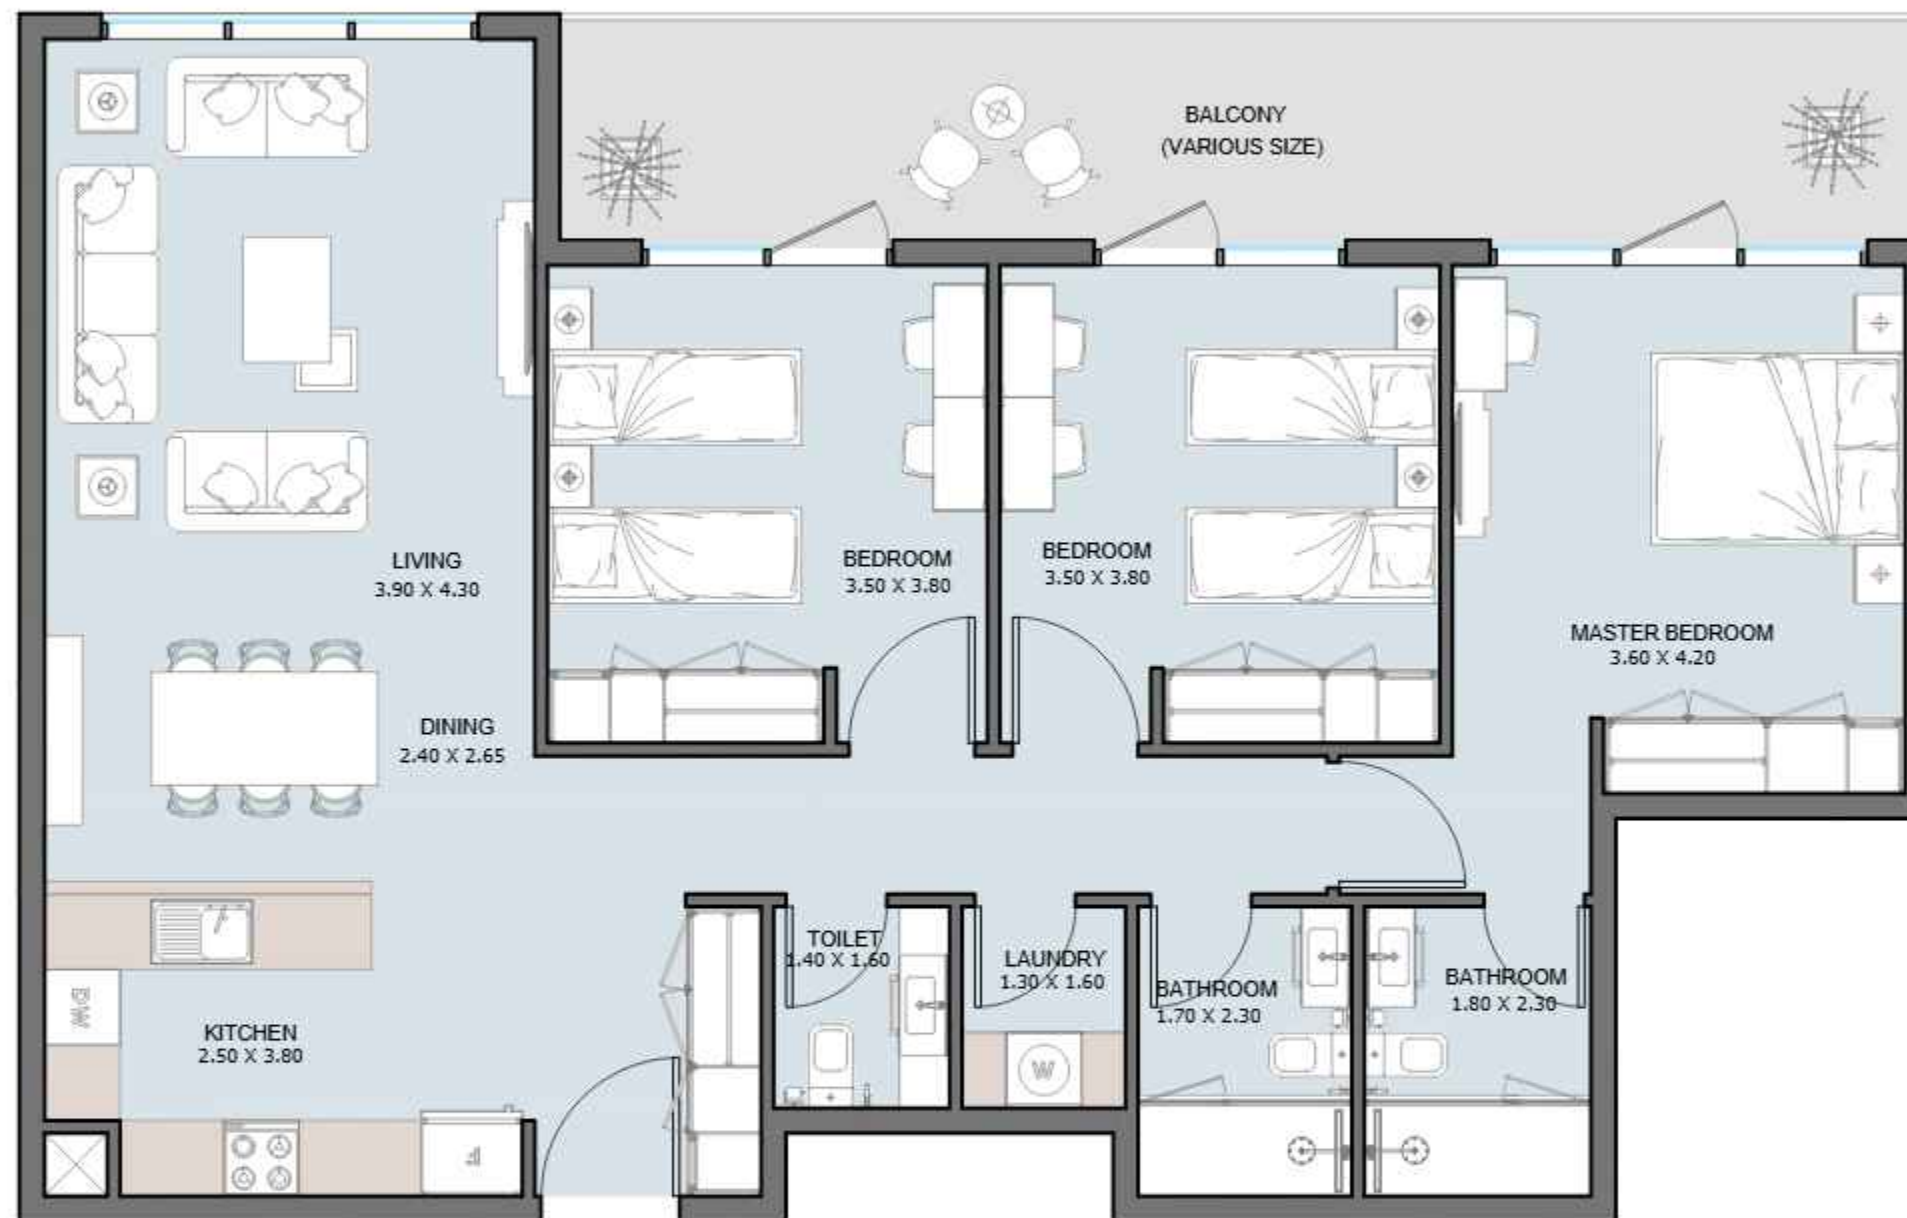 BALCONY
(VARIOUS SIZE)
LIVING
3.90 X 4.30
BEDROOM
3.50 X 3.80
BEDROOM
3.50 X 3.80
MASTER BEDROOM
3.60 X 4.20
DINING
2.40 X 2.65
TOILET
1.40 X 1.60
LAUNDRY
1.30 X 1.60
BATHROOM
1.70 X 2.30
BATHROOM
1.80 X 2.30
DW
KITCHEN
2.50 X 3.80
W
F